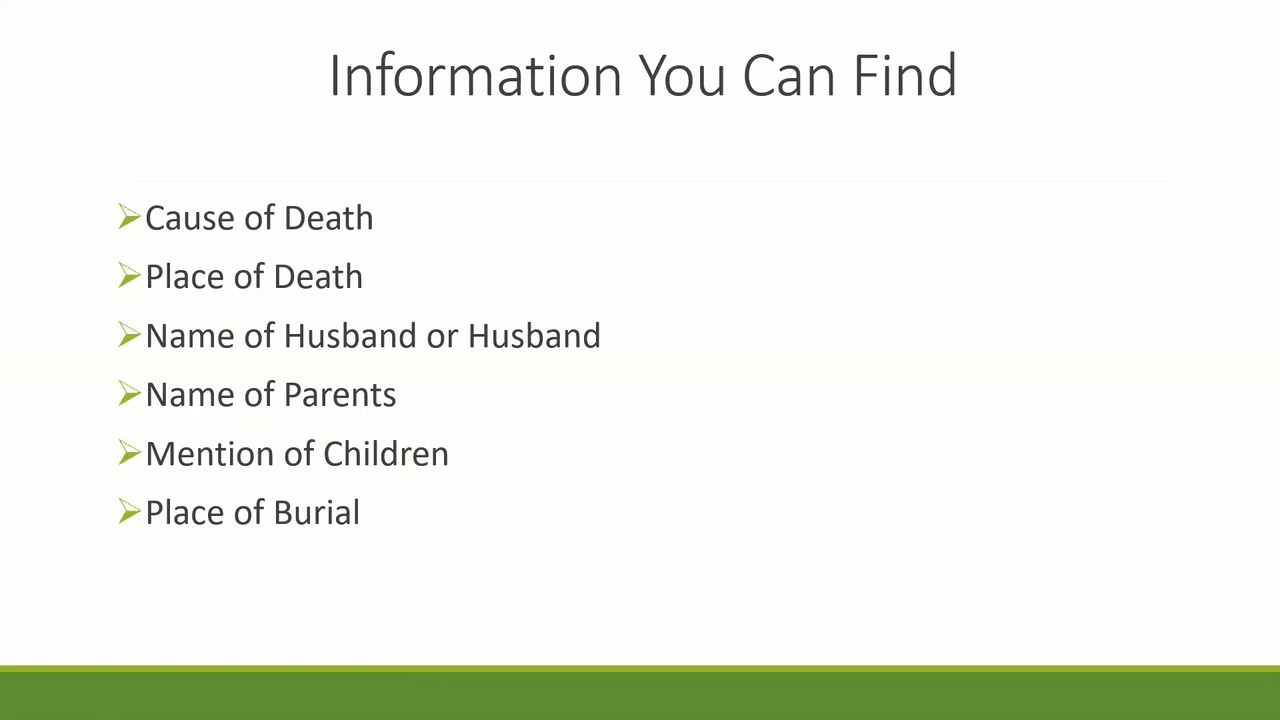 Information You Can Find
Cause of Death
Place of Death
Name of Husband or Husband
Name of Parents
Mention of Children
Place of Burial